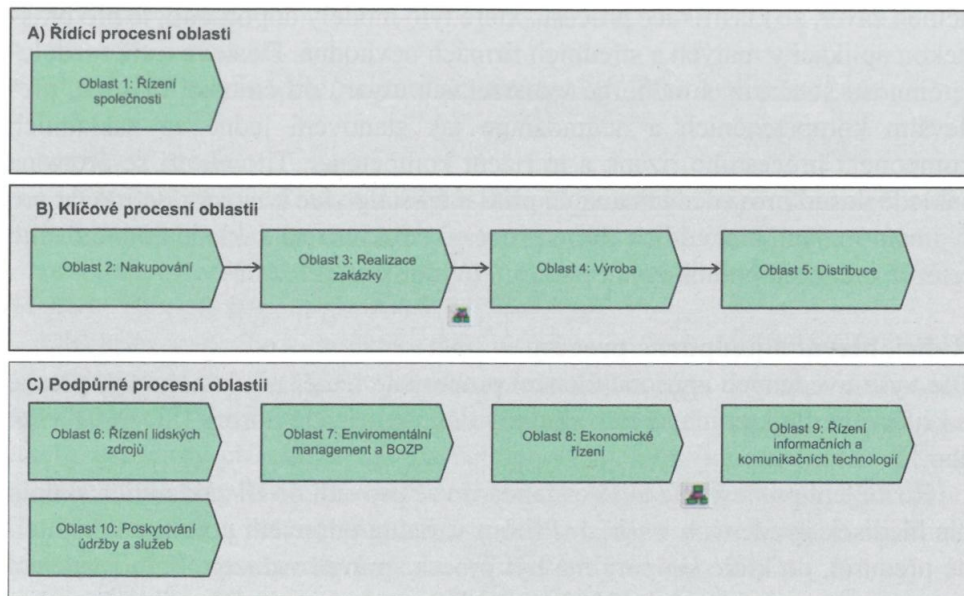 A) Řídící procesní oblasti
Oblast 1: Řízení
společnosti
B) Klíčové procesní oblastii
Oblast 2: Nakupování
Oblast 3: Realizace
zakázky
Oblast 4: Výroba
Oblast 5: Distribuce
C) Podpůrné procesní oblastii
Oblast 6: Řízení lidských
zdrojů
Oblast 7: Enviromentální
management a BOZP
Oblast 8: Ekonomické
řízení
Oblast 9: Řízení
informačních a
komunikačních technologií
Oblast 10: Poskytování
údržby a služeb